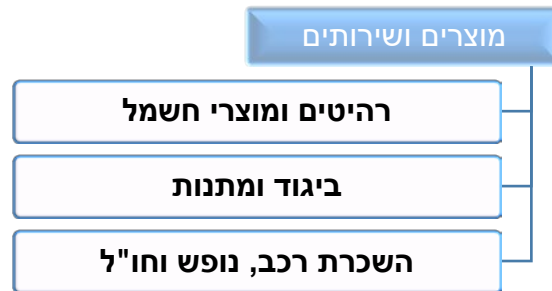 מוצרים ושירותים
רהיטים ומוצרי חשמל
ביגוד ומתנות
השכרת רכב, נופש וחו"ל